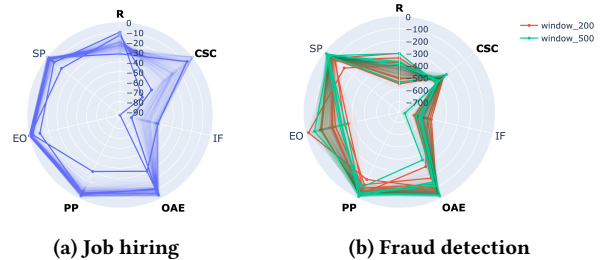 R
0
−10
−20
−30
−40
−50
−60
−70
−80
−90
SP
CSC
EO
IF
PP
OAE
(a) Job hiring
R
0
−100
−200
−300
−400
−500
−600
−700
SP
CSC
EO
IF
PP
OAE
window_200
window_500
(b) Fraud detection